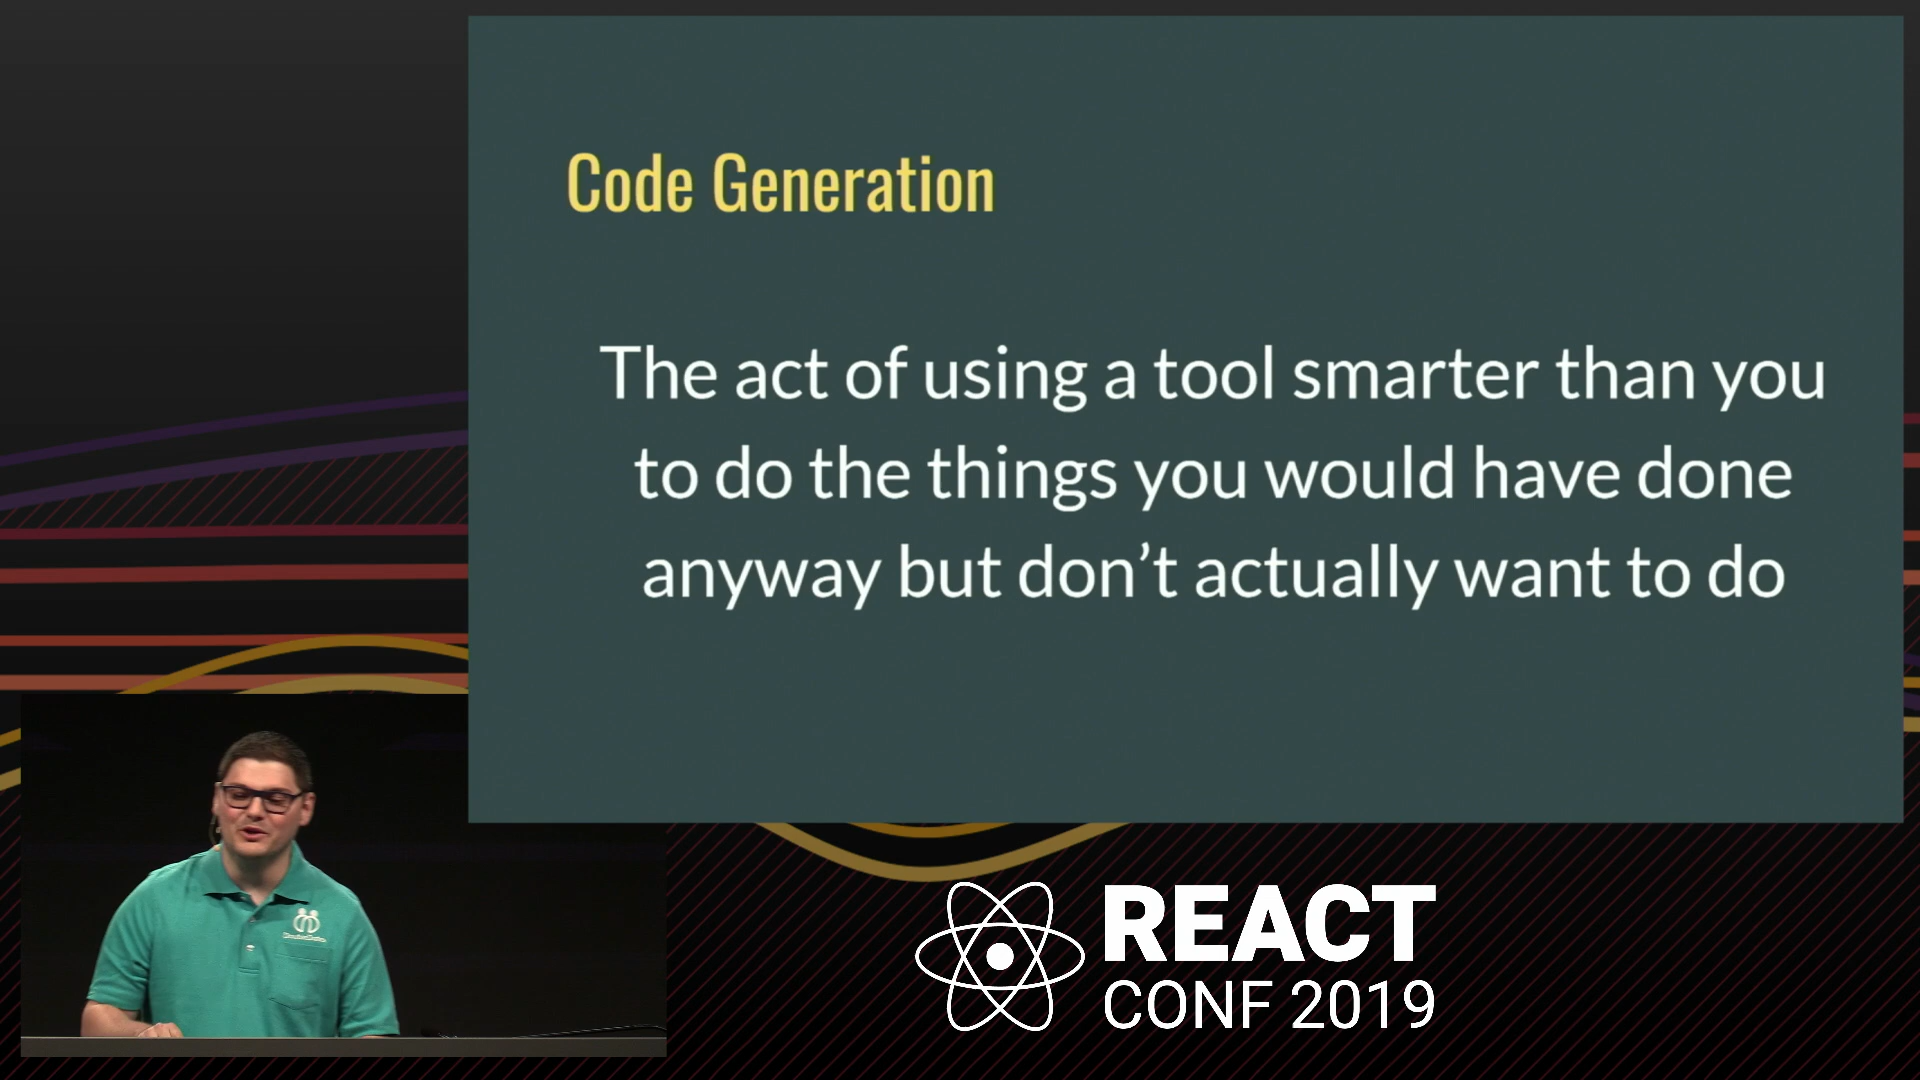 Code Generation
The act of using a tool smarter than you
to do the things you would have done
anyway but don’t actually want to do
REACT
CONF 2019